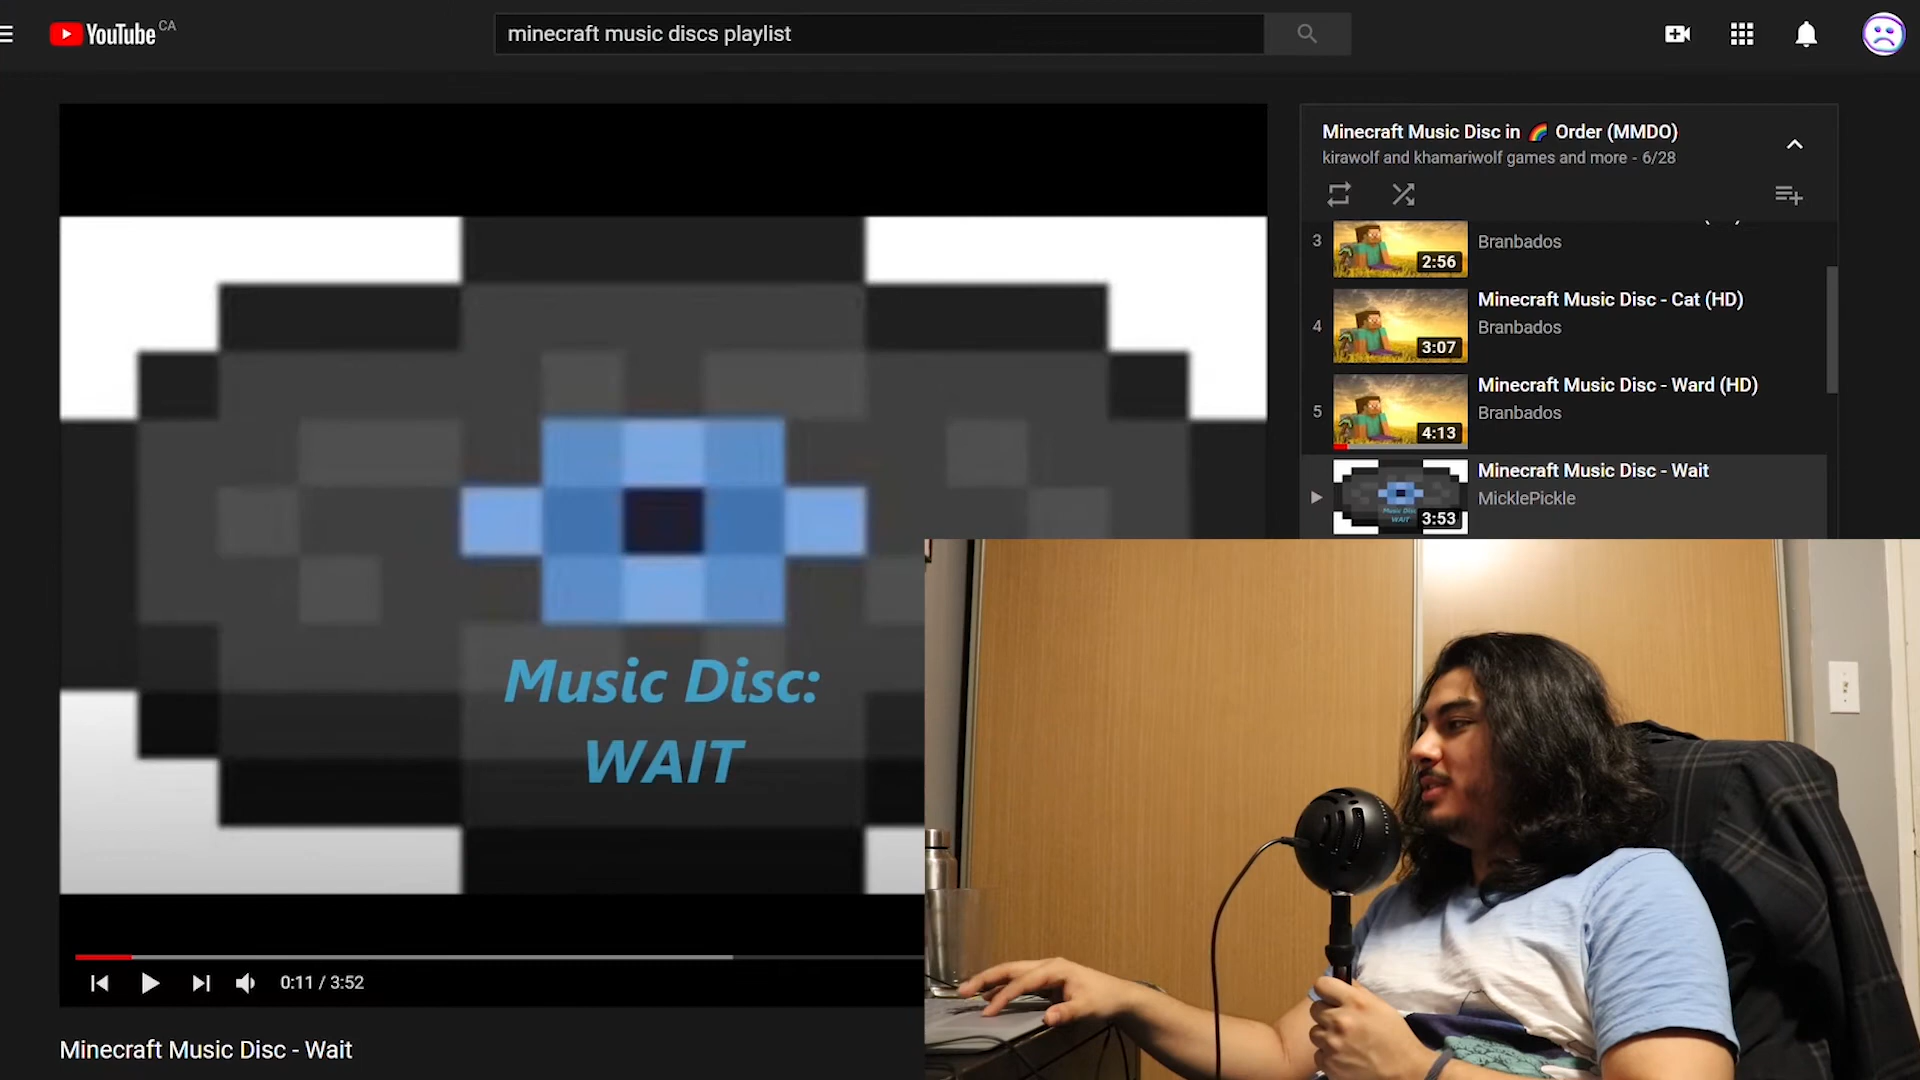 YouTube CA
minecraft music discs playlist
Minecraft Music Disc in 🌈 Order (MMDO)
kirawolf and khamariwolf games and more - 6/28
3
Branbados
2:56
Minecraft Music Disc - Cat (HD)
4
Branbados
3:07
Minecraft Music Disc - Ward (HD)
5
Branbados
4:13
Minecraft Music Disc - Wait
MicklePickle
Music Disc:
WAIT
3:53
Music Disc:
WAIT
0:11 / 3:52
Minecraft Music Disc - Wait